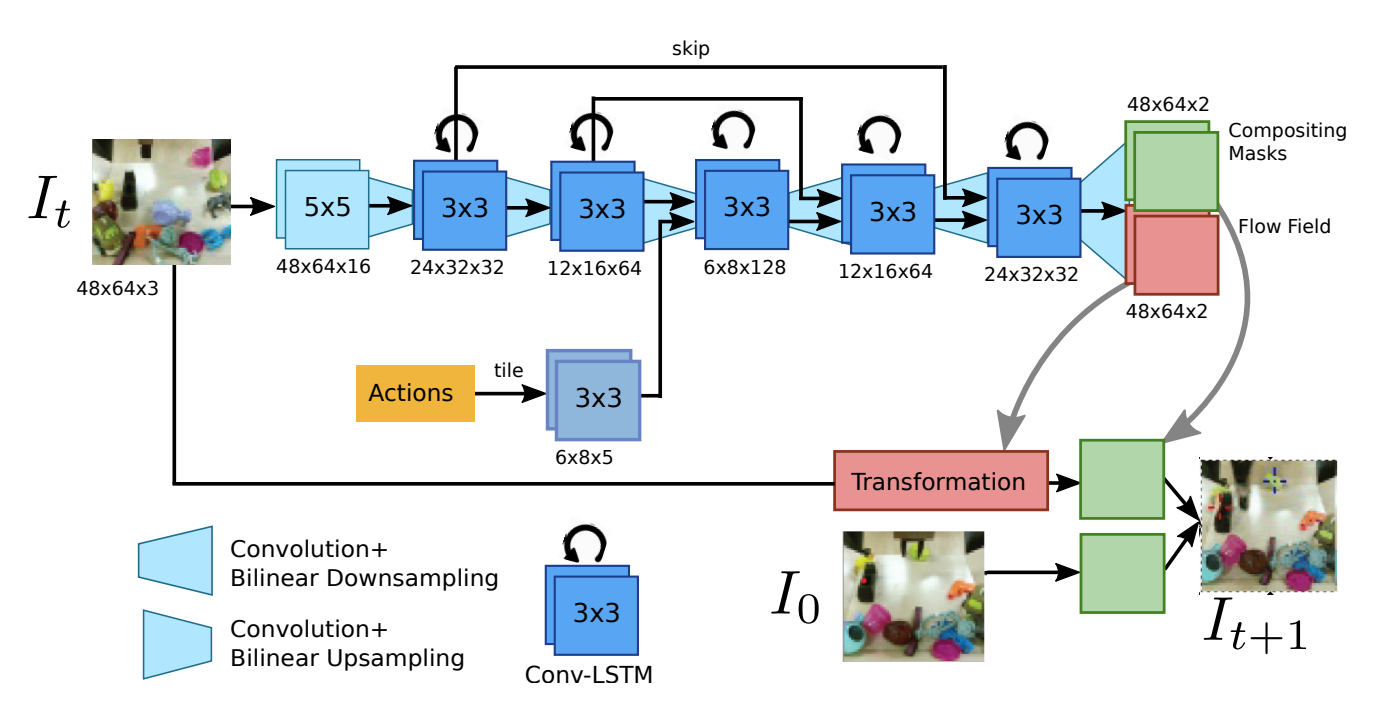 skip
48x64x2
Compositing
Masks
I_t
5x5
3x3
3x3
3x3
3x3
3x3
Flow Field
48x64x3
48x64x16
24x32x32
12x16x64
6x8x128
12x16x64
24x32x32
48x64x2
Actions
tile
3x3
6x8x5
Transformation
Convolution+
Bilinear Downsampling
3x3
I_0
I_{t+1}
Convolution+
Bilinear Upsampling
Conv-LSTM